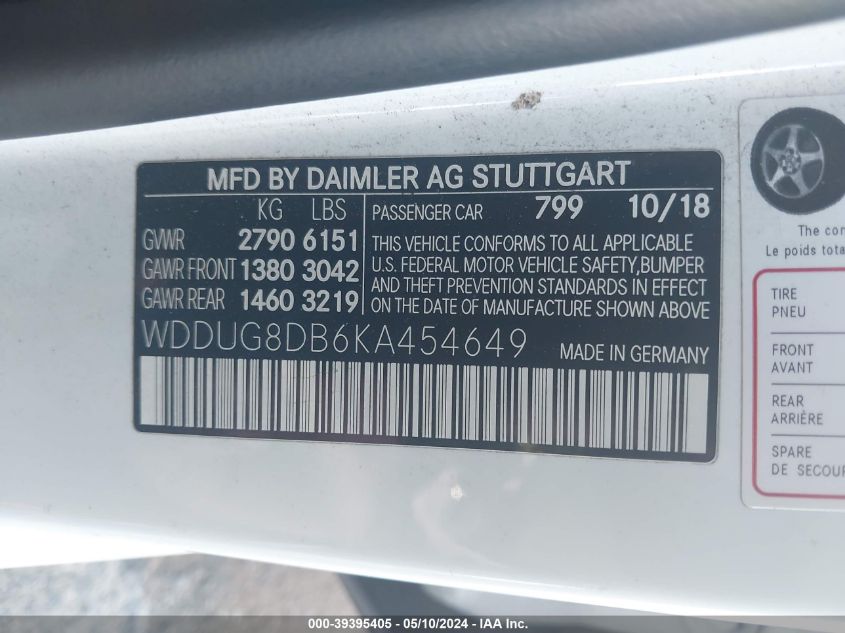 MFD BY DAIMLER AG STUTTGART
KG LBS
GVWR 2790 6151
GAWR FRONT 1380 3042
GAWR REAR 1460 3219
PASSENGER CAR 799 10/18
THIS VEHICLE CONFORMS TO ALL APPLICABLE
U.S. FEDERAL MOTOR VEHICLE SAFETY,BUMPER
AND THEFT PREVENTION STANDARDS IN EFFECT
ON THE DATE OF MANUFACTURE SHOWN ABOVE
WDDUG8DB6KA454649 MADE IN GERMANY
The
Le poids
TIRE
PNEU
FRONT
AVANT
REAR
ARRIÈRE
SPARE
DE
000-39395405 - 05/10/2024 - IAA, Inc.